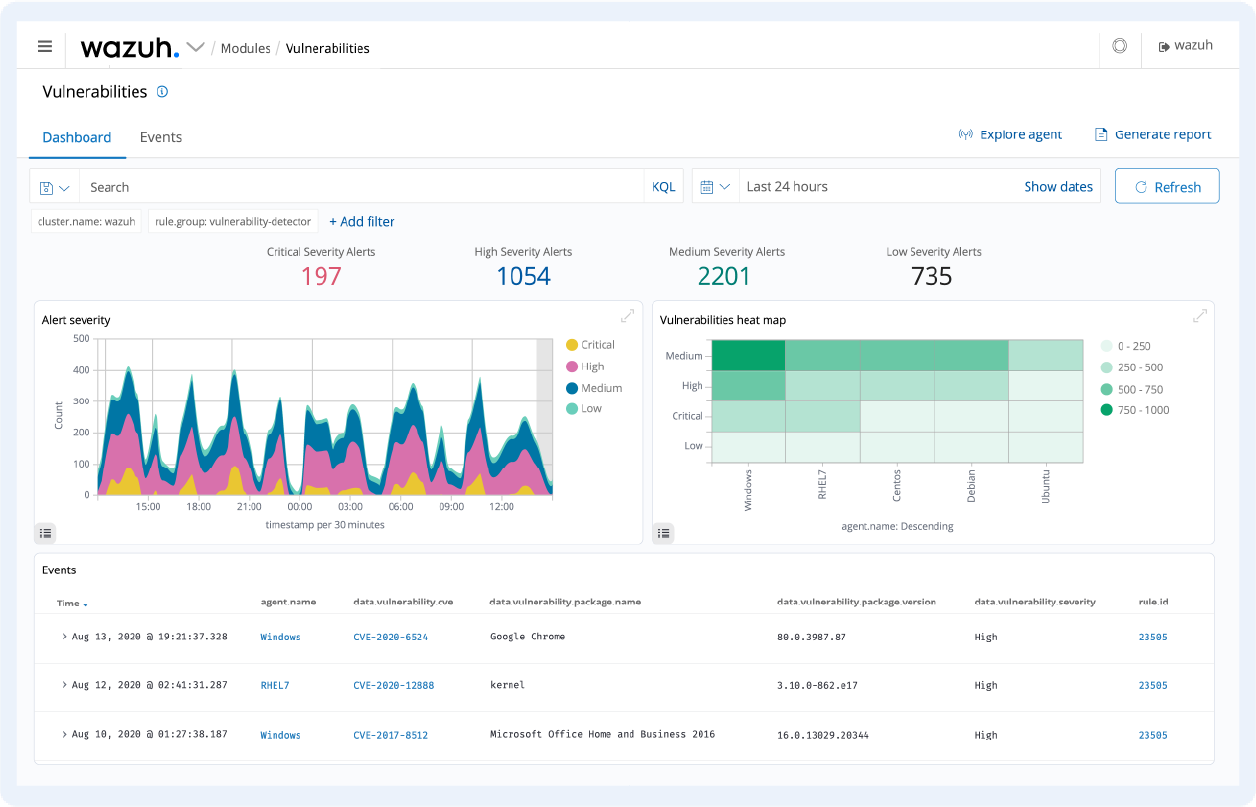 wazuh. / Modules / Vulnerabilities wazuh
Vulnerabilities
Dashboard Events Explore agent Generate report
Search KQL Last 24 hours Show dates Refresh
cluster.name: wazuh rule.group: vulnerability-detector + Add filter
Critical Severity Alerts High Severity Alerts Medium Severity Alerts Low Severity Alerts
197 1054 2201 735
Alert severity
500
400
300
200
100
0
Count
15:00 18:00 21:00 00:00 03:00 06:00 09:00 12:00
timestamp per 30 minutes
Critical
High
Medium
Low
Vulnerabilities heat map
Medium
High
Critical
Low
Windows RHEL7 Centos Debian Ubuntu
agent.name: Descending
0 - 250
250 - 500
500 - 750
750 - 1000
Events
Time agent.name data.vulnerability.cve data.vulnerability.package.name data.vulnerability.package.version data.vulnerability.severity rule.id
Aug 13, 2020 @ 19:21:37.328 Windows CVE-2020-6524 Google Chrome 80.0.3987.87 High 23505
Aug 12, 2020 @ 02:41:31.287 RHEL7 CVE-2020-12888 kernel 3.10.0-862.e17 High 23505
Aug 10, 2020 @ 01:27:38.187 Windows CVE-2017-8512 Microsoft Office Home and Business 2016 16.0.13029.20344 High 23505